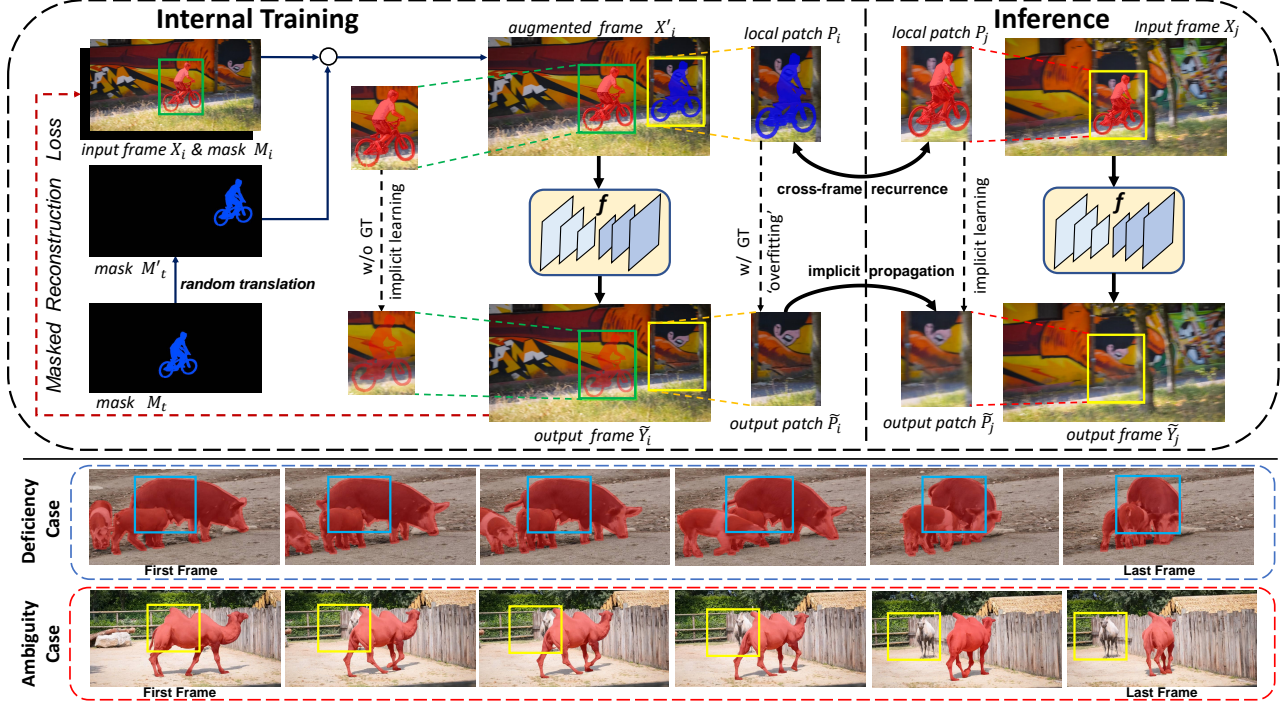 Internal Training
Inference
augmented frame X'ᵢ
local patch Pᵢ
local patch Pⱼ
Input frame Xⱼ
input frame Xᵢ & mask Mᵢ
Masked Reconstruction Loss
w/o GT
implicit learning
f
w/ GT
'overfitting'
cross-frame recurrence
implicit learning
f
mask M'ₜ
random translation
implicit propagation
mask Mₜ
output frame Ỹᵢ
output patch P̃ᵢ
output patch P̃ⱼ
output frame Ỹⱼ
Deficiency
Case
First Frame
Last Frame
Ambiguity
Case
First Frame
Last Frame